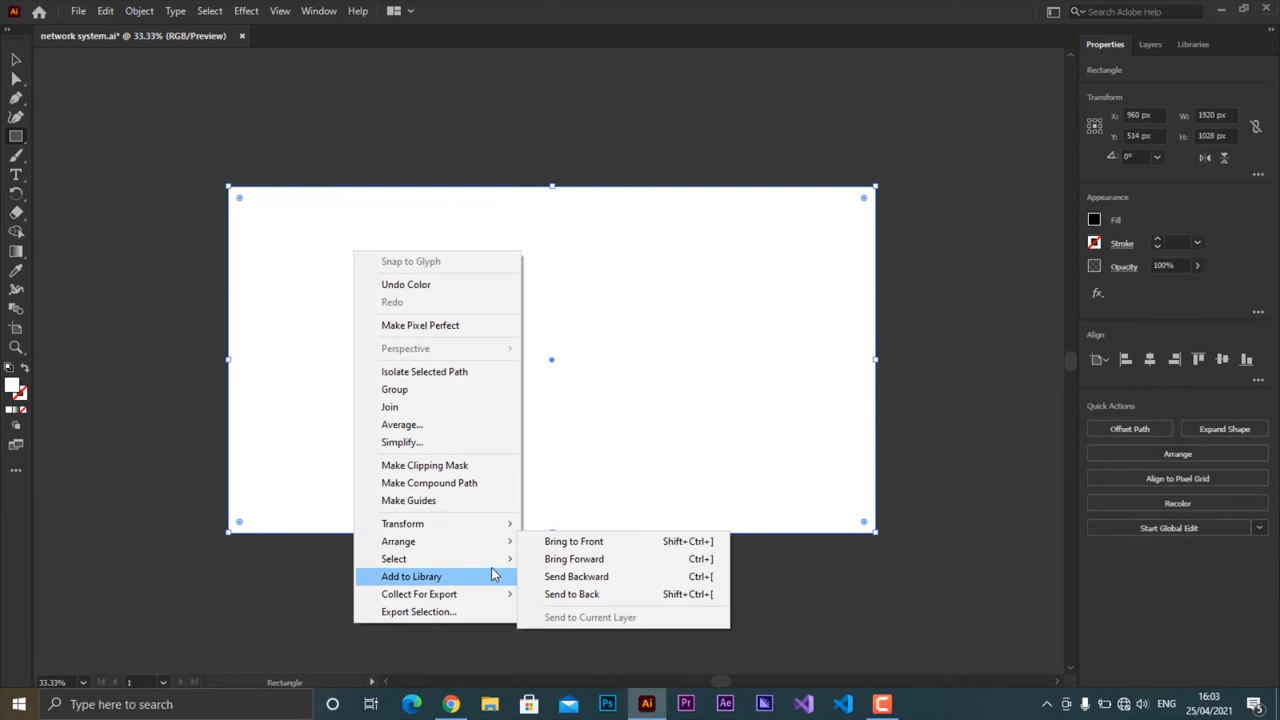 Ai File Edit Object Type Select Effect View Window Help Search Adobe Help
network system.ai* @ 33.33% (RGB/Preview) ×
Properties Layers Libraries
Rectangle
Transform
X: 960 px W: 1920 px
Y: 514 px H: 1028 px
0°
Appearance
Fill
Stroke
Opacity 100%
fx.
Align
Quick Actions
Offset Path Expand Shape
Arrange
Align to Pixel Grid
Recolor
Start Global Edit
Snap to Glyph
Undo Color
Redo
Make Pixel Perfect
Perspective
Isolate Selected Path
Group
Join
Average...
Simplify...
Make Clipping Mask
Make Compound Path
Make Guides
Transform
Arrange
Select
Add to Library
Collect For Export
Export Selection...
Bring to Front Shift+Ctrl+]
Bring Forward Ctrl+]
Send Backward Ctrl+[
Send to Back Shift+Ctrl+[
Send to Current Layer
33.33% 1 Rectangle
Type here to search Ps Ai Pr Ae 16:03
25/04/2021